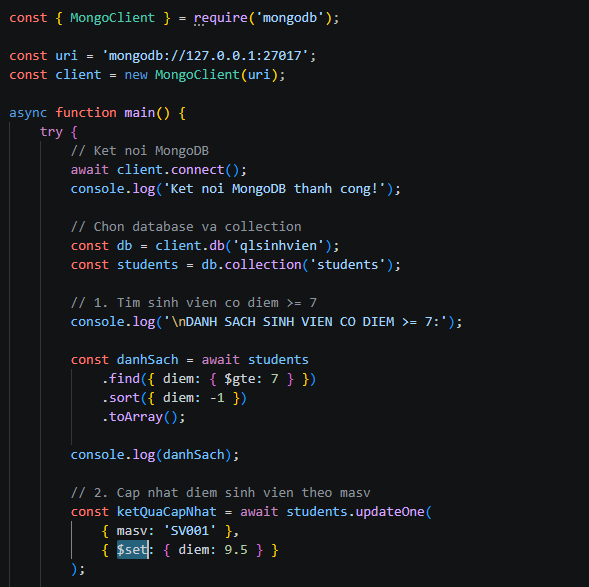 const { MongoClient } = require('mongodb');
const uri = 'mongodb://127.0.0.1:27017';
const client = new MongoClient(uri);
async function main() {
    try {
        // Ket noi MongoDB
        await client.connect();
        console.log('Ket noi MongoDB thanh cong!');
        // Chon database va collection
        const db = client.db('qlsinhvien');
        const students = db.collection('students');
        // 1. Tim sinh vien co diem >= 7
        console.log('\nDANH SACH SINH VIEN CO DIEM >= 7:');
        const danhSach = await students
            .find({ diem: { $gte: 7 } })
            .sort({ diem: -1 })
            .toArray();
        console.log(danhSach);
        // 2. Cap nhat diem sinh vien theo masv
        const ketQuaCapNhat = await students.updateOne(
            { masv: 'SV001' },
            { $set: { diem: 9.5 } }
        );